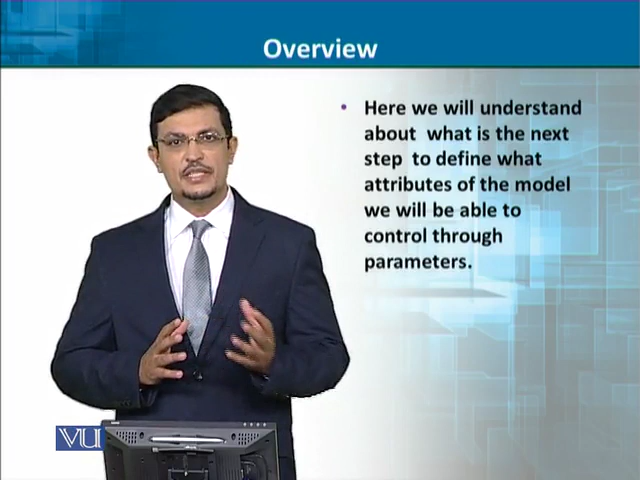 Overview
• Here we will understand
about what is the next
step to define what
attributes of the model
we will be able to
control through
parameters.
VU